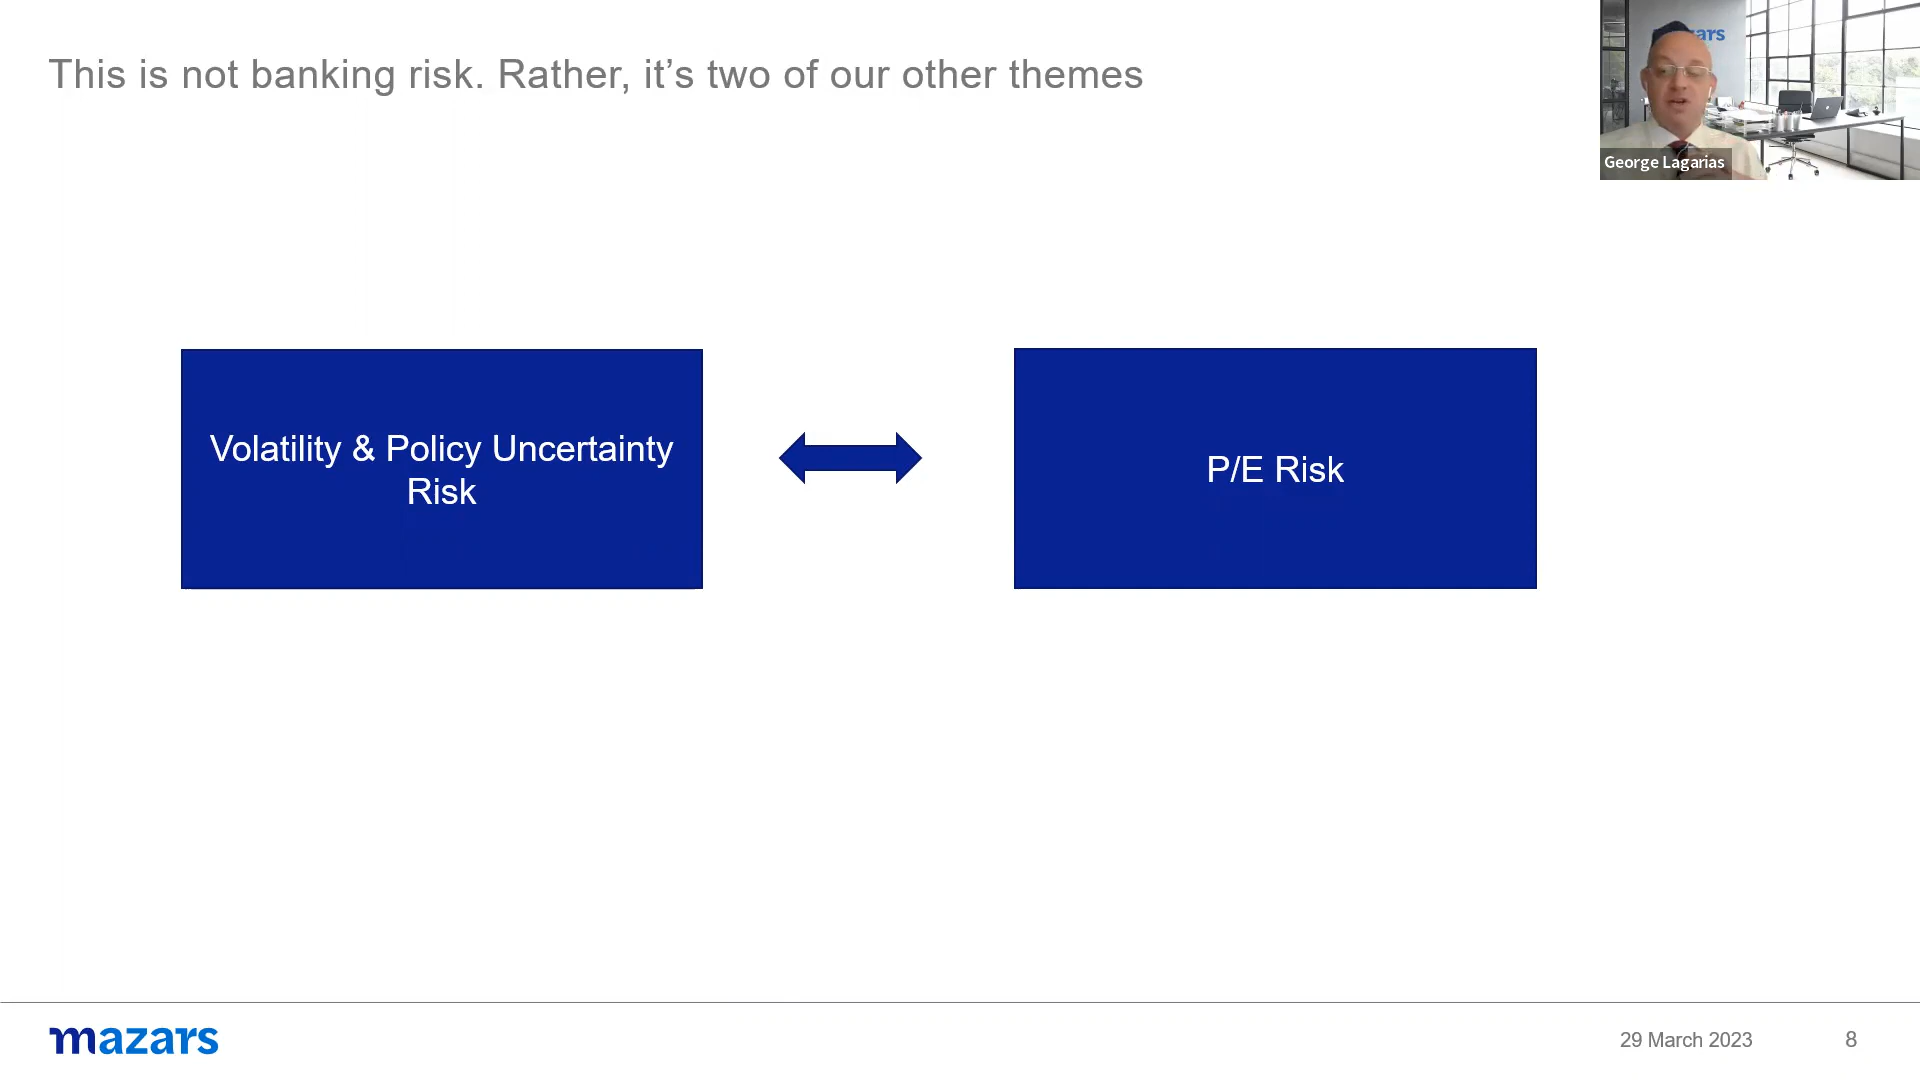 This is not banking risk. Rather, it’s two of our other themes
George Lagarias
Volatility & Policy Uncertainty
Risk
P/E Risk
mazars
29 March 2023
8